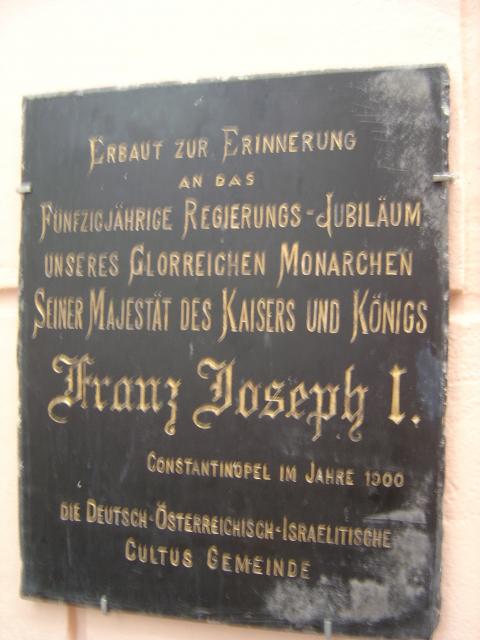 Erbaut zur Erinnerung
an das
Fünfzigjährige Regierungs-Jubiläum
unseres Glorreichen Monarchen
Seiner Majestät des Kaisers und Königs
Franz Joseph I.
Constantinopel im Jahre 1900
die Deutsch-Österreichisch-Israelitische
Cultus Gemeinde